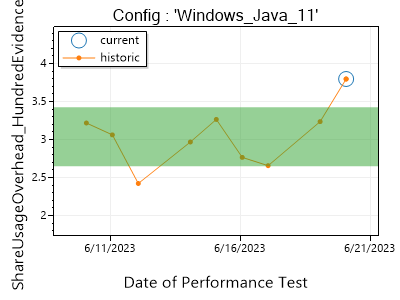 Config : 'Windows_Java_11'
current
historic
ShareUsageOverhead_HundredEvidence
4
3.5
3
2.5
2
6/11/2023
6/16/2023
6/21/2023
Date of Performance Test